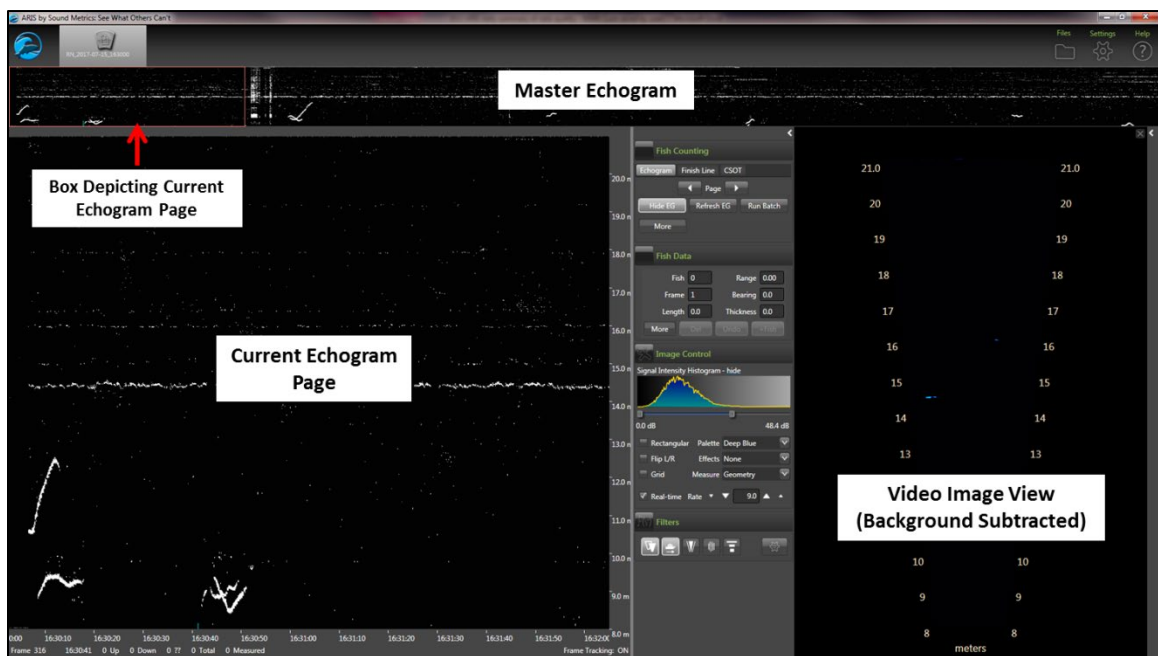 ARIS by Sound Metrics: See What Others Can't
Files
Settings
Help
Master Echogram
Box Depicting Current
Echogram Page
Current Echogram
Page
20.0 m
19.0 m
18.0 m
17.0 m
16.0 m
15.0 m
14.0 m
13.0 m
12.0 m
11.0 m
10.0 m
9.0 m
8.0 m
16:30:10 16:30:20 16:30:30 16:30:40 16:30:50 16:31:00 16:31:10 16:31:20 16:31:30 16:31:40 16:31:50
Frame 316 16:30:41 0 Up 0 Down 0 ?? 0 Total 0 Measured Frame Tracking: ON
Fish Counting
Echogram Finish Line CSOT
Page
Hide EG Refresh EG Run Batch
More
Fish Data
Fish 0 Range 0.00
Frame 1 Bearing 0.0
Length 0.0 Thickness 0.0
More Undo
Image Control
Signal Intensity Histogram - hide
0.0 dB 48.4 dB
Rectangular Palette Deep Blue
Flip L/R Effects None
Grid Measure Geometry
Real-time Rate 9.0
Filters
21.0 21.0
20 20
19 19
18 18
17 17
16 16
15 15
14 14
13 13
Video Image View
(Background Subtracted)
10 10
9 9
8 8
meters